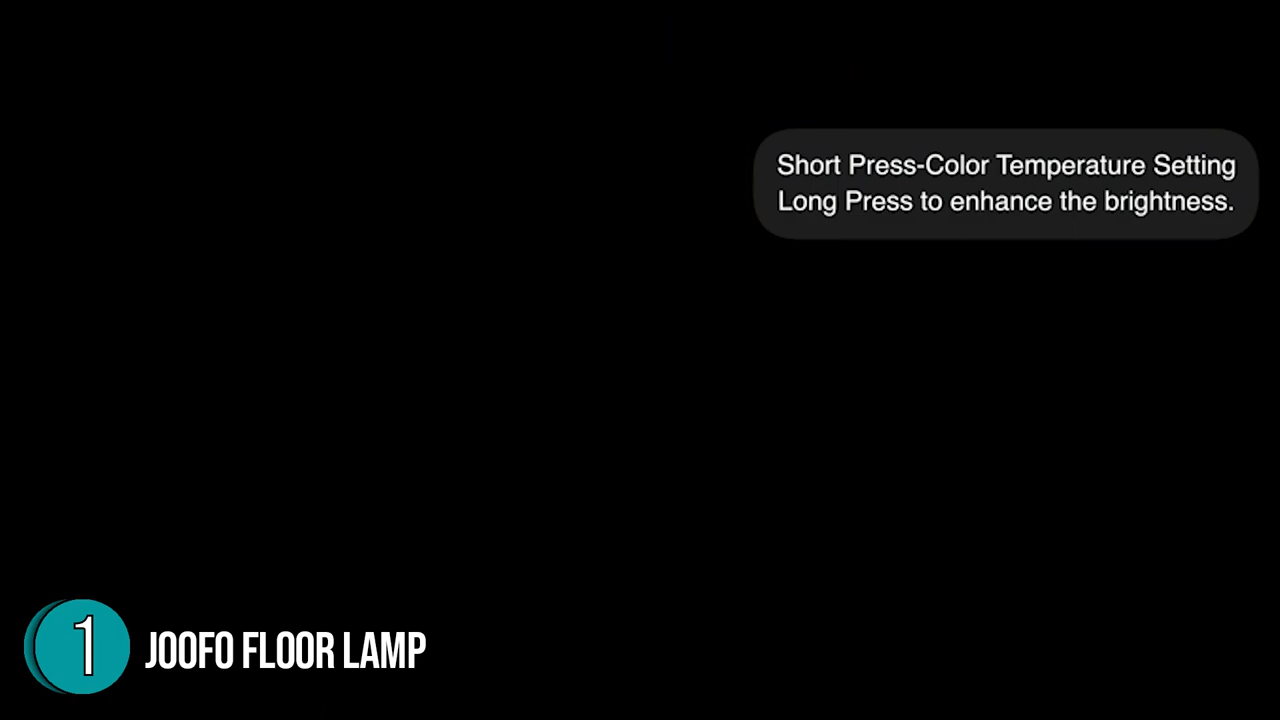 Short Press-Color Temperature Setting
Long Press to enhance the brightness.
1
JOOFO FLOOR LAMP